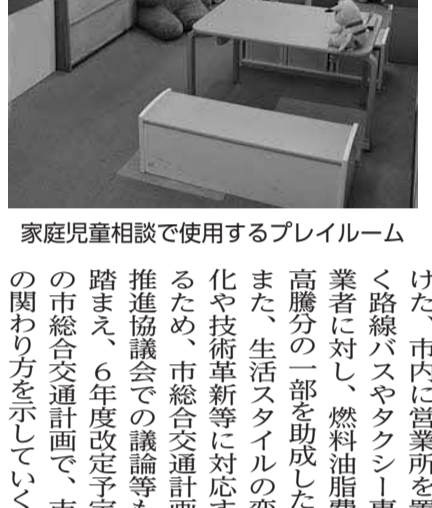 家庭児童相談で使用するプレイルーム
けた、市内に営業所を置
く路線バスやタクシー事
業者に対し、燃料油脂費
高騰分の一部を助成した
また、生活スタイルの変
化や技術革新等に対応す
るため、市総合交通計画
推進協議会での議論等も
踏まえ、6年度改定予定
の市総合交通計画で、市
の関わり方を示していく